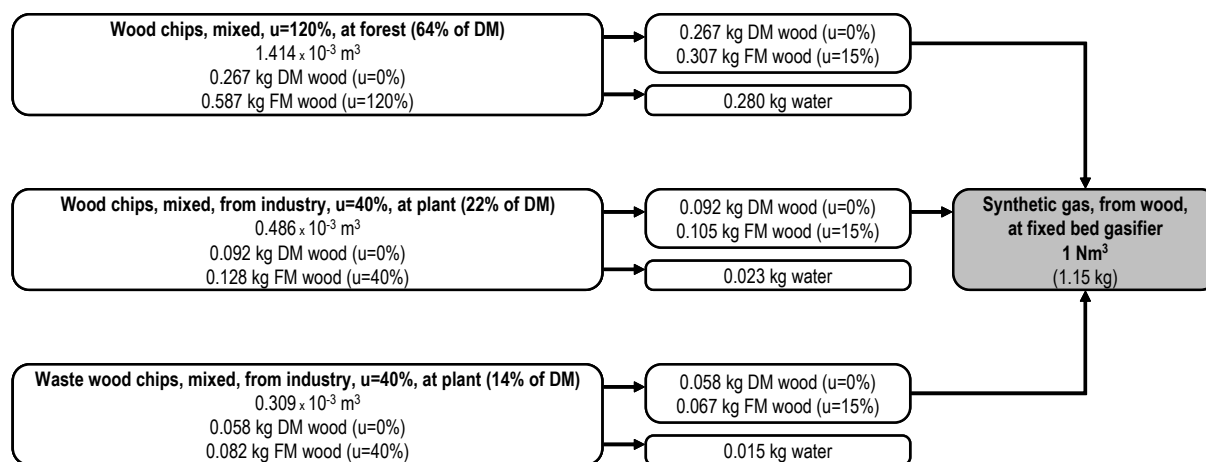 Wood chips, mixed, u=120%, at forest (64% of DM)
1.414 x 10⁻³ m³
0.267 kg DM wood (u=0%)
0.587 kg FM wood (u=120%)
0.267 kg DM wood (u=0%)
0.307 kg FM wood (u=15%)
0.280 kg water
Wood chips, mixed, from industry, u=40%, at plant (22% of DM)
0.486 x 10⁻³ m³
0.092 kg DM wood (u=0%)
0.128 kg FM wood (u=40%)
0.092 kg DM wood (u=0%)
0.105 kg FM wood (u=15%)
0.023 kg water
Synthetic gas, from wood,
at fixed bed gasifier
1 Nm³
(1.15 kg)
Waste wood chips, mixed, from industry, u=40%, at plant (14% of DM)
0.309 x 10⁻³ m³
0.058 kg DM wood (u=0%)
0.082 kg FM wood (u=40%)
0.058 kg DM wood (u=0%)
0.067 kg FM wood (u=15%)
0.015 kg water